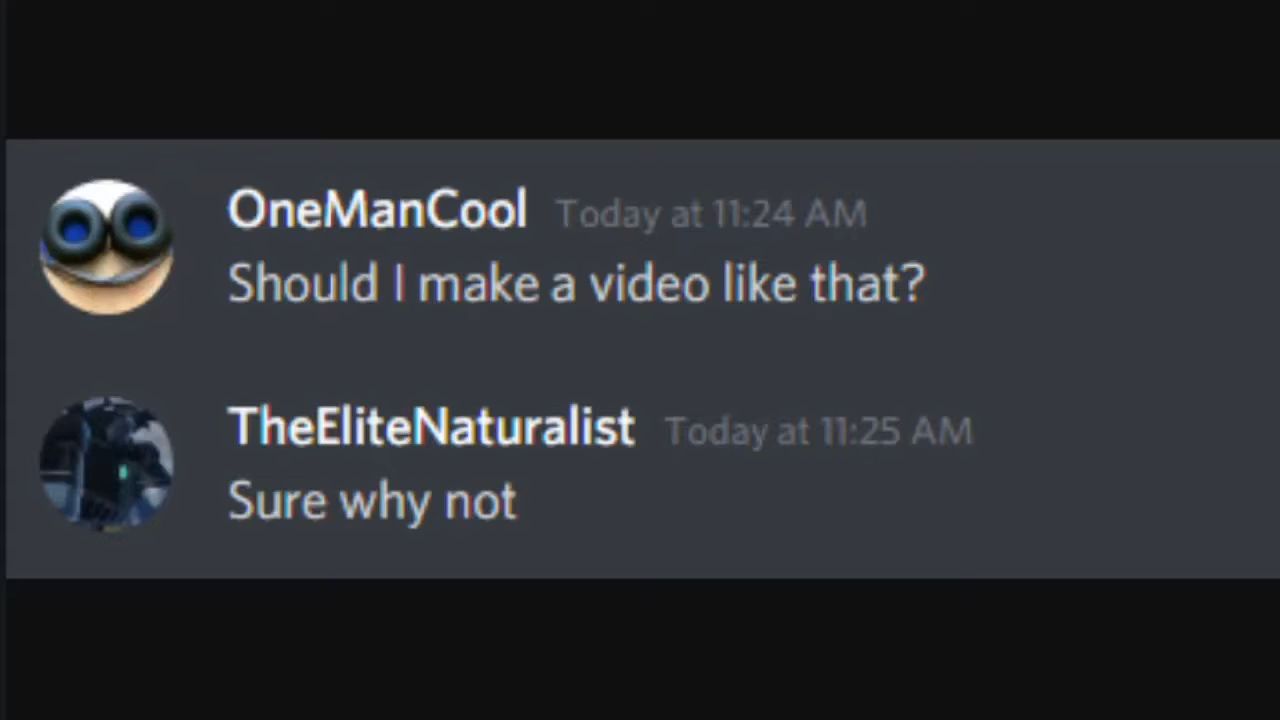 OneManCool Today at 11:24 AM
Should I make a video like that?
TheEliteNaturalist Today at 11:25 AM
Sure why not